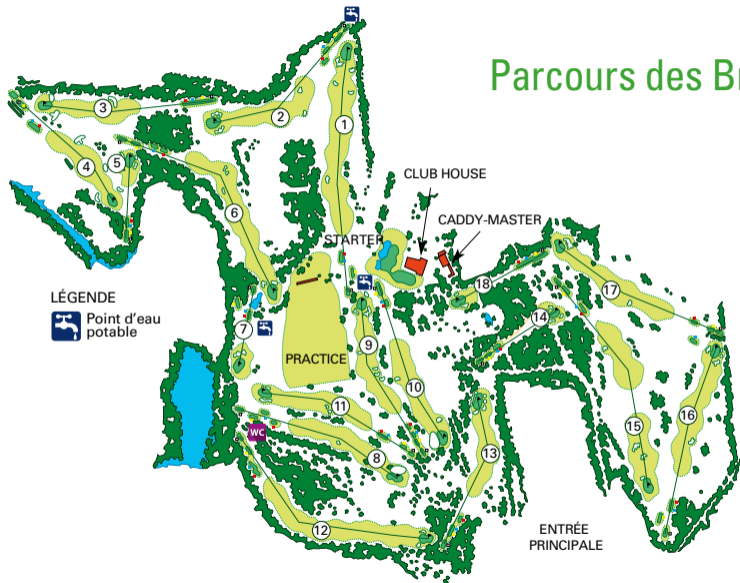 Parcours des B
3
2
1
4
5
CLUB HOUSE
6
CADDY-MASTER
STARTER
18
17
LÉGENDE
Point d'eau
potable
14
7
9
PRACTICE
10
11
16
15
WC
8
13
12
ENTRÉE
PRINCIPALE